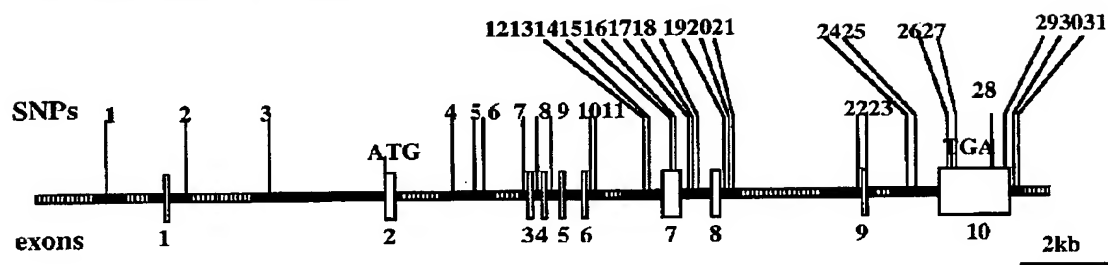 12131415161718 192021 2425 2627 293031
28
SNPs 1 2 3 4 5 6 7 8 9 1011 2223
ATG TGA
exons 1 2 34 5 6 7 8 9 10
2kb